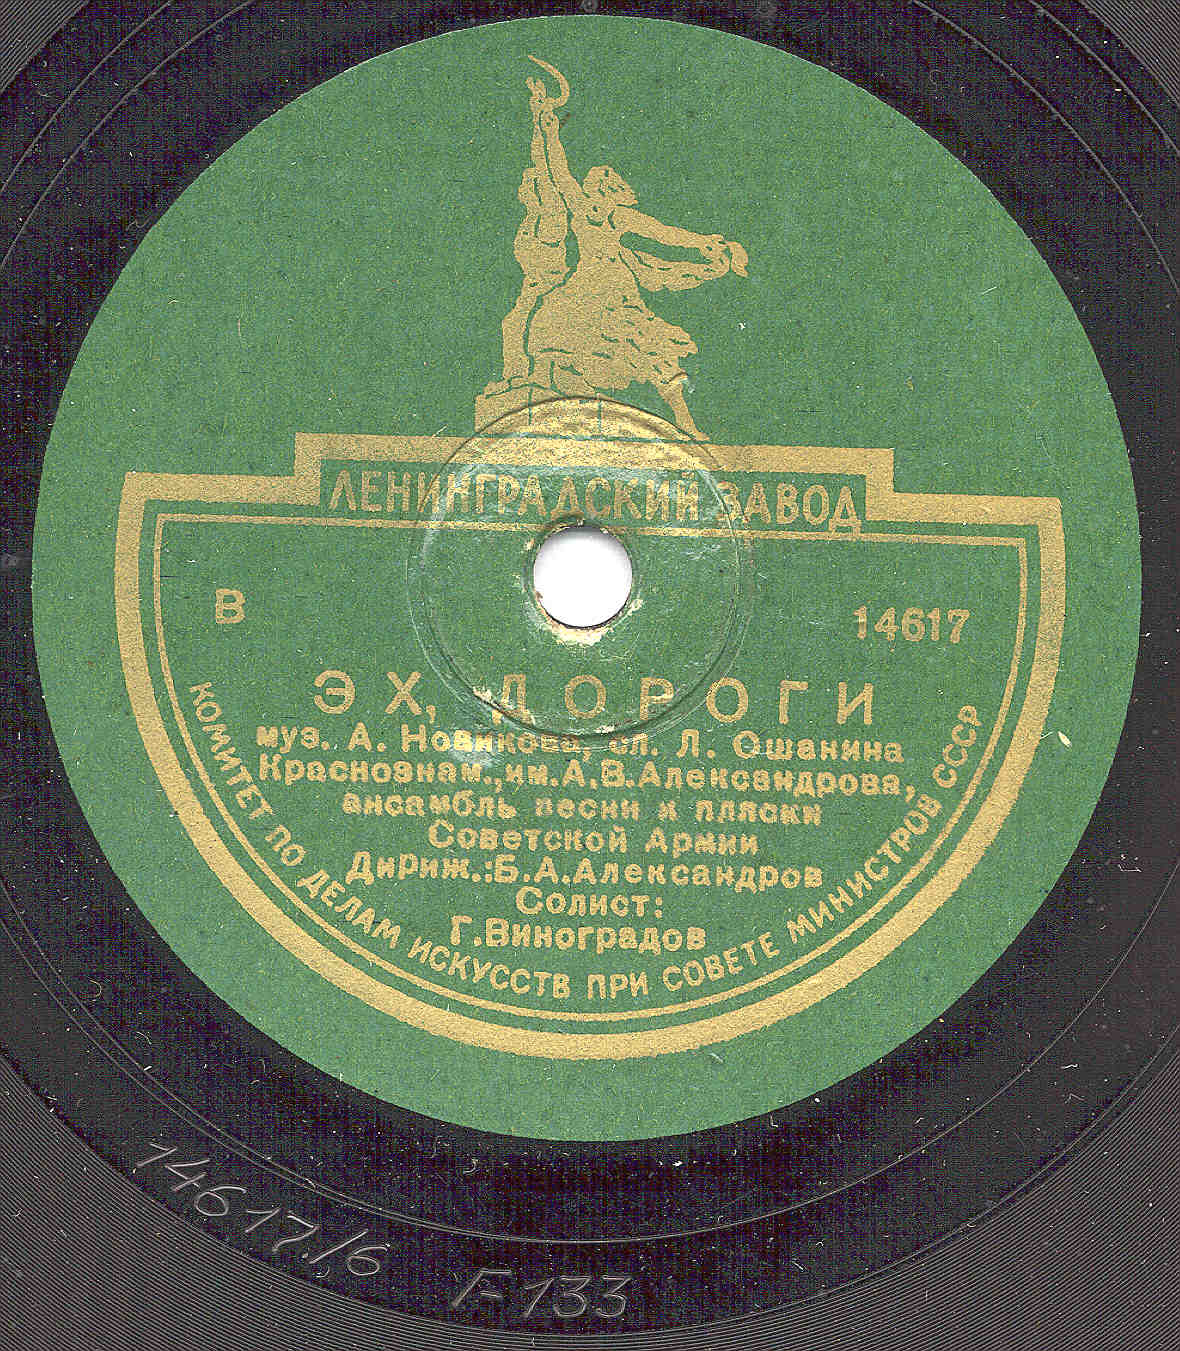 ЛЕНИНГРАДСКИЙ ЗАВОД
В 14617
ЭХ, ДОРОГИ
муз. А. Новикова, сл. Л. Ошанина
Краснознам., им. А.В.Александрова,
ансамбль песни и пляски
Советской Армии
Дириж.:Б.А.Александров
Солист:
Г.Виноградов
КОМИТЕТ ПО ДЕЛАМ ИСКУССТВ ПРИ СОВЕТЕ МИНИСТРОВ СССР
14617/6
F-133